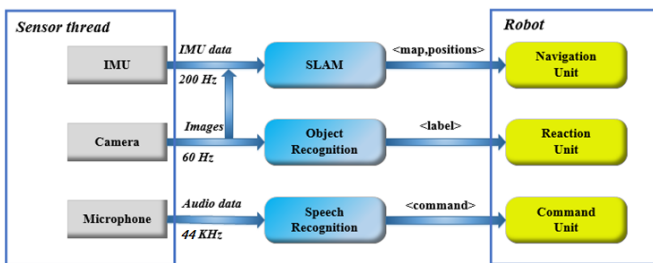 Sensor thread
Robot
IMU
IMU data
200 Hz
SLAM
<map,positions>
Navigation
Unit
Camera
Images
60 Hz
Object
Recognition
<label>
Reaction
Unit
Microphone
Audio data
44 KHz
Speech
Recognition
<command>
Command
Unit